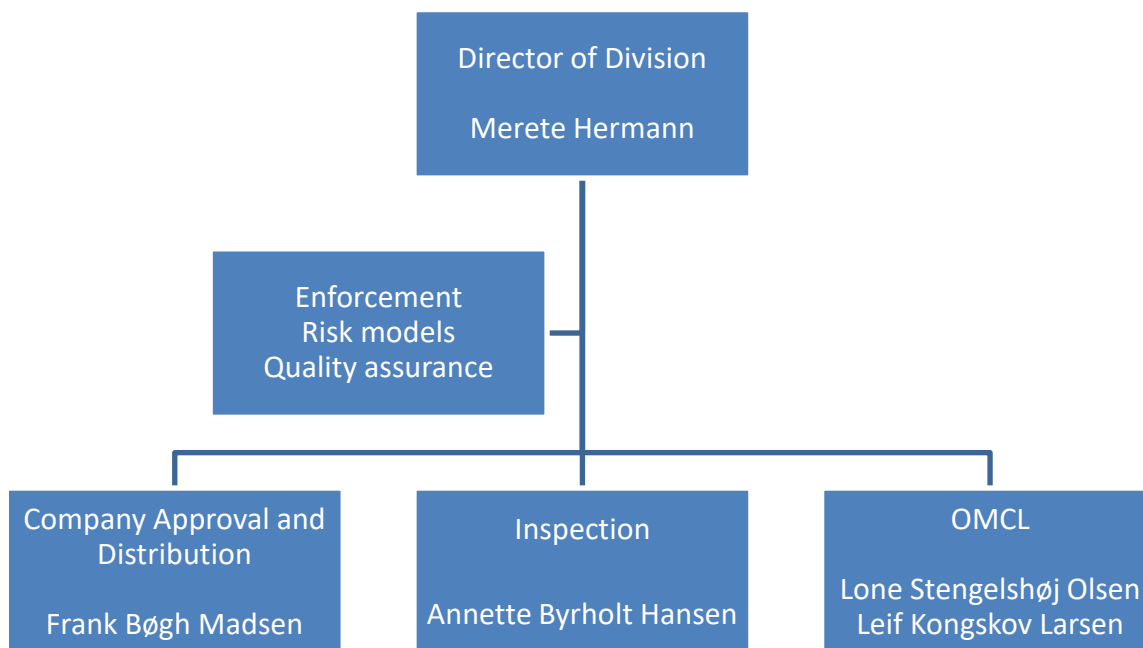 Director of Division
Merete Hermann
Enforcement
Risk models
Quality assurance
Company Approval and
Distribution
Frank Bøgh Madsen
Inspection
Annette Byrholt Hansen
OMCL
Lone Stengelshøj Olsen
Leif Kongskov Larsen